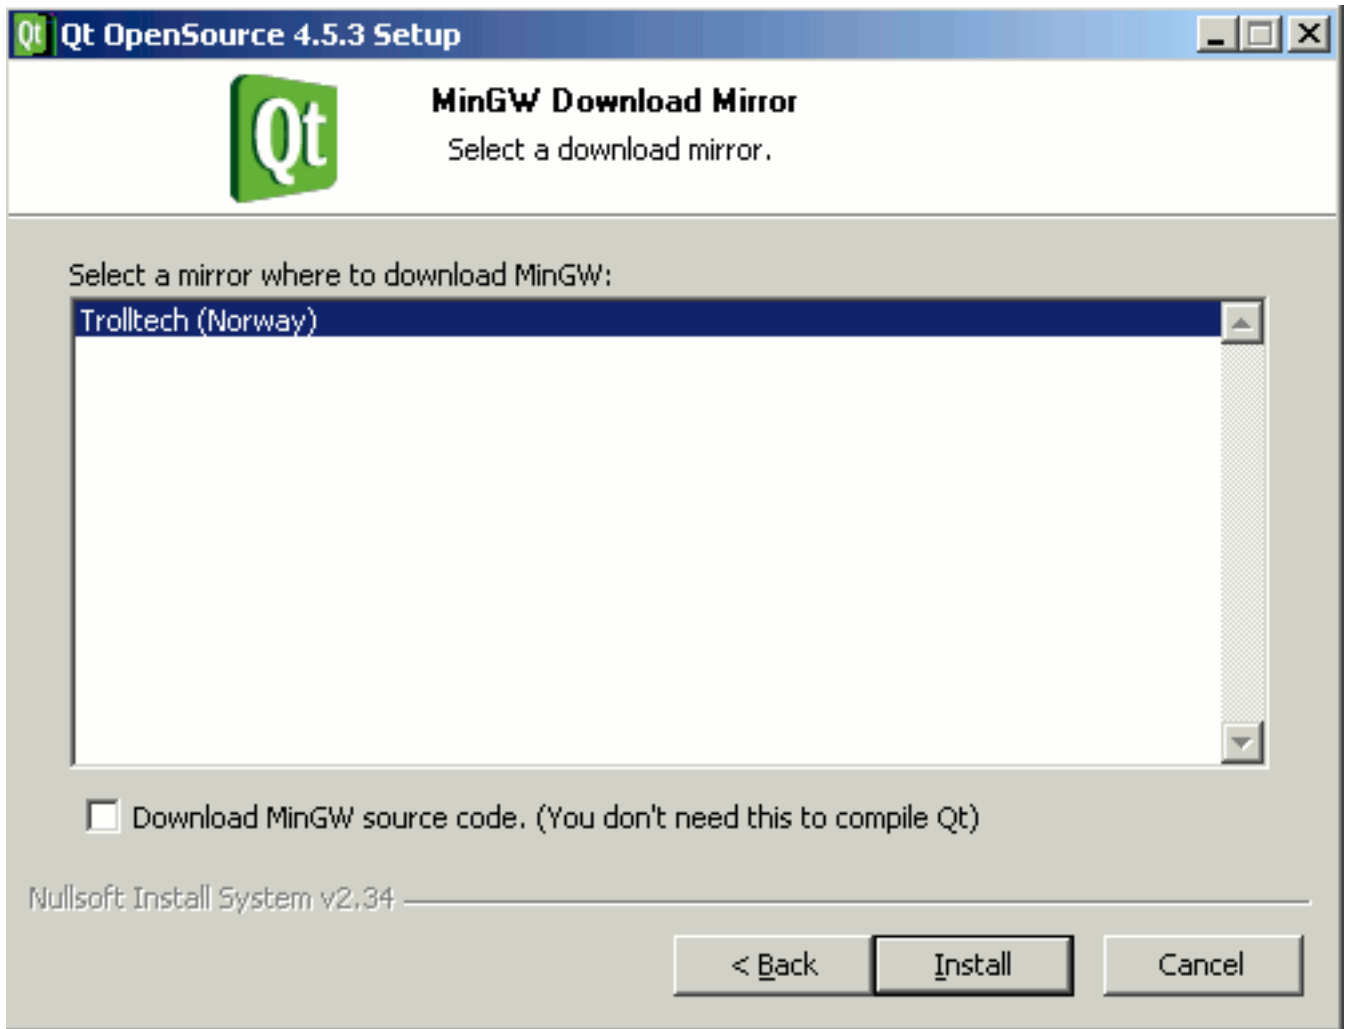 Qt Qt OpenSource 4.5.3 Setup
Qt
MinGW Download Mirror
Select a download mirror.
Select a mirror where to download MinGW:
Trolltech (Norway)
Download MinGW source code. (You don't need this to compile Qt)
Nullsoft Install System v2.34
< Back
Install
Cancel